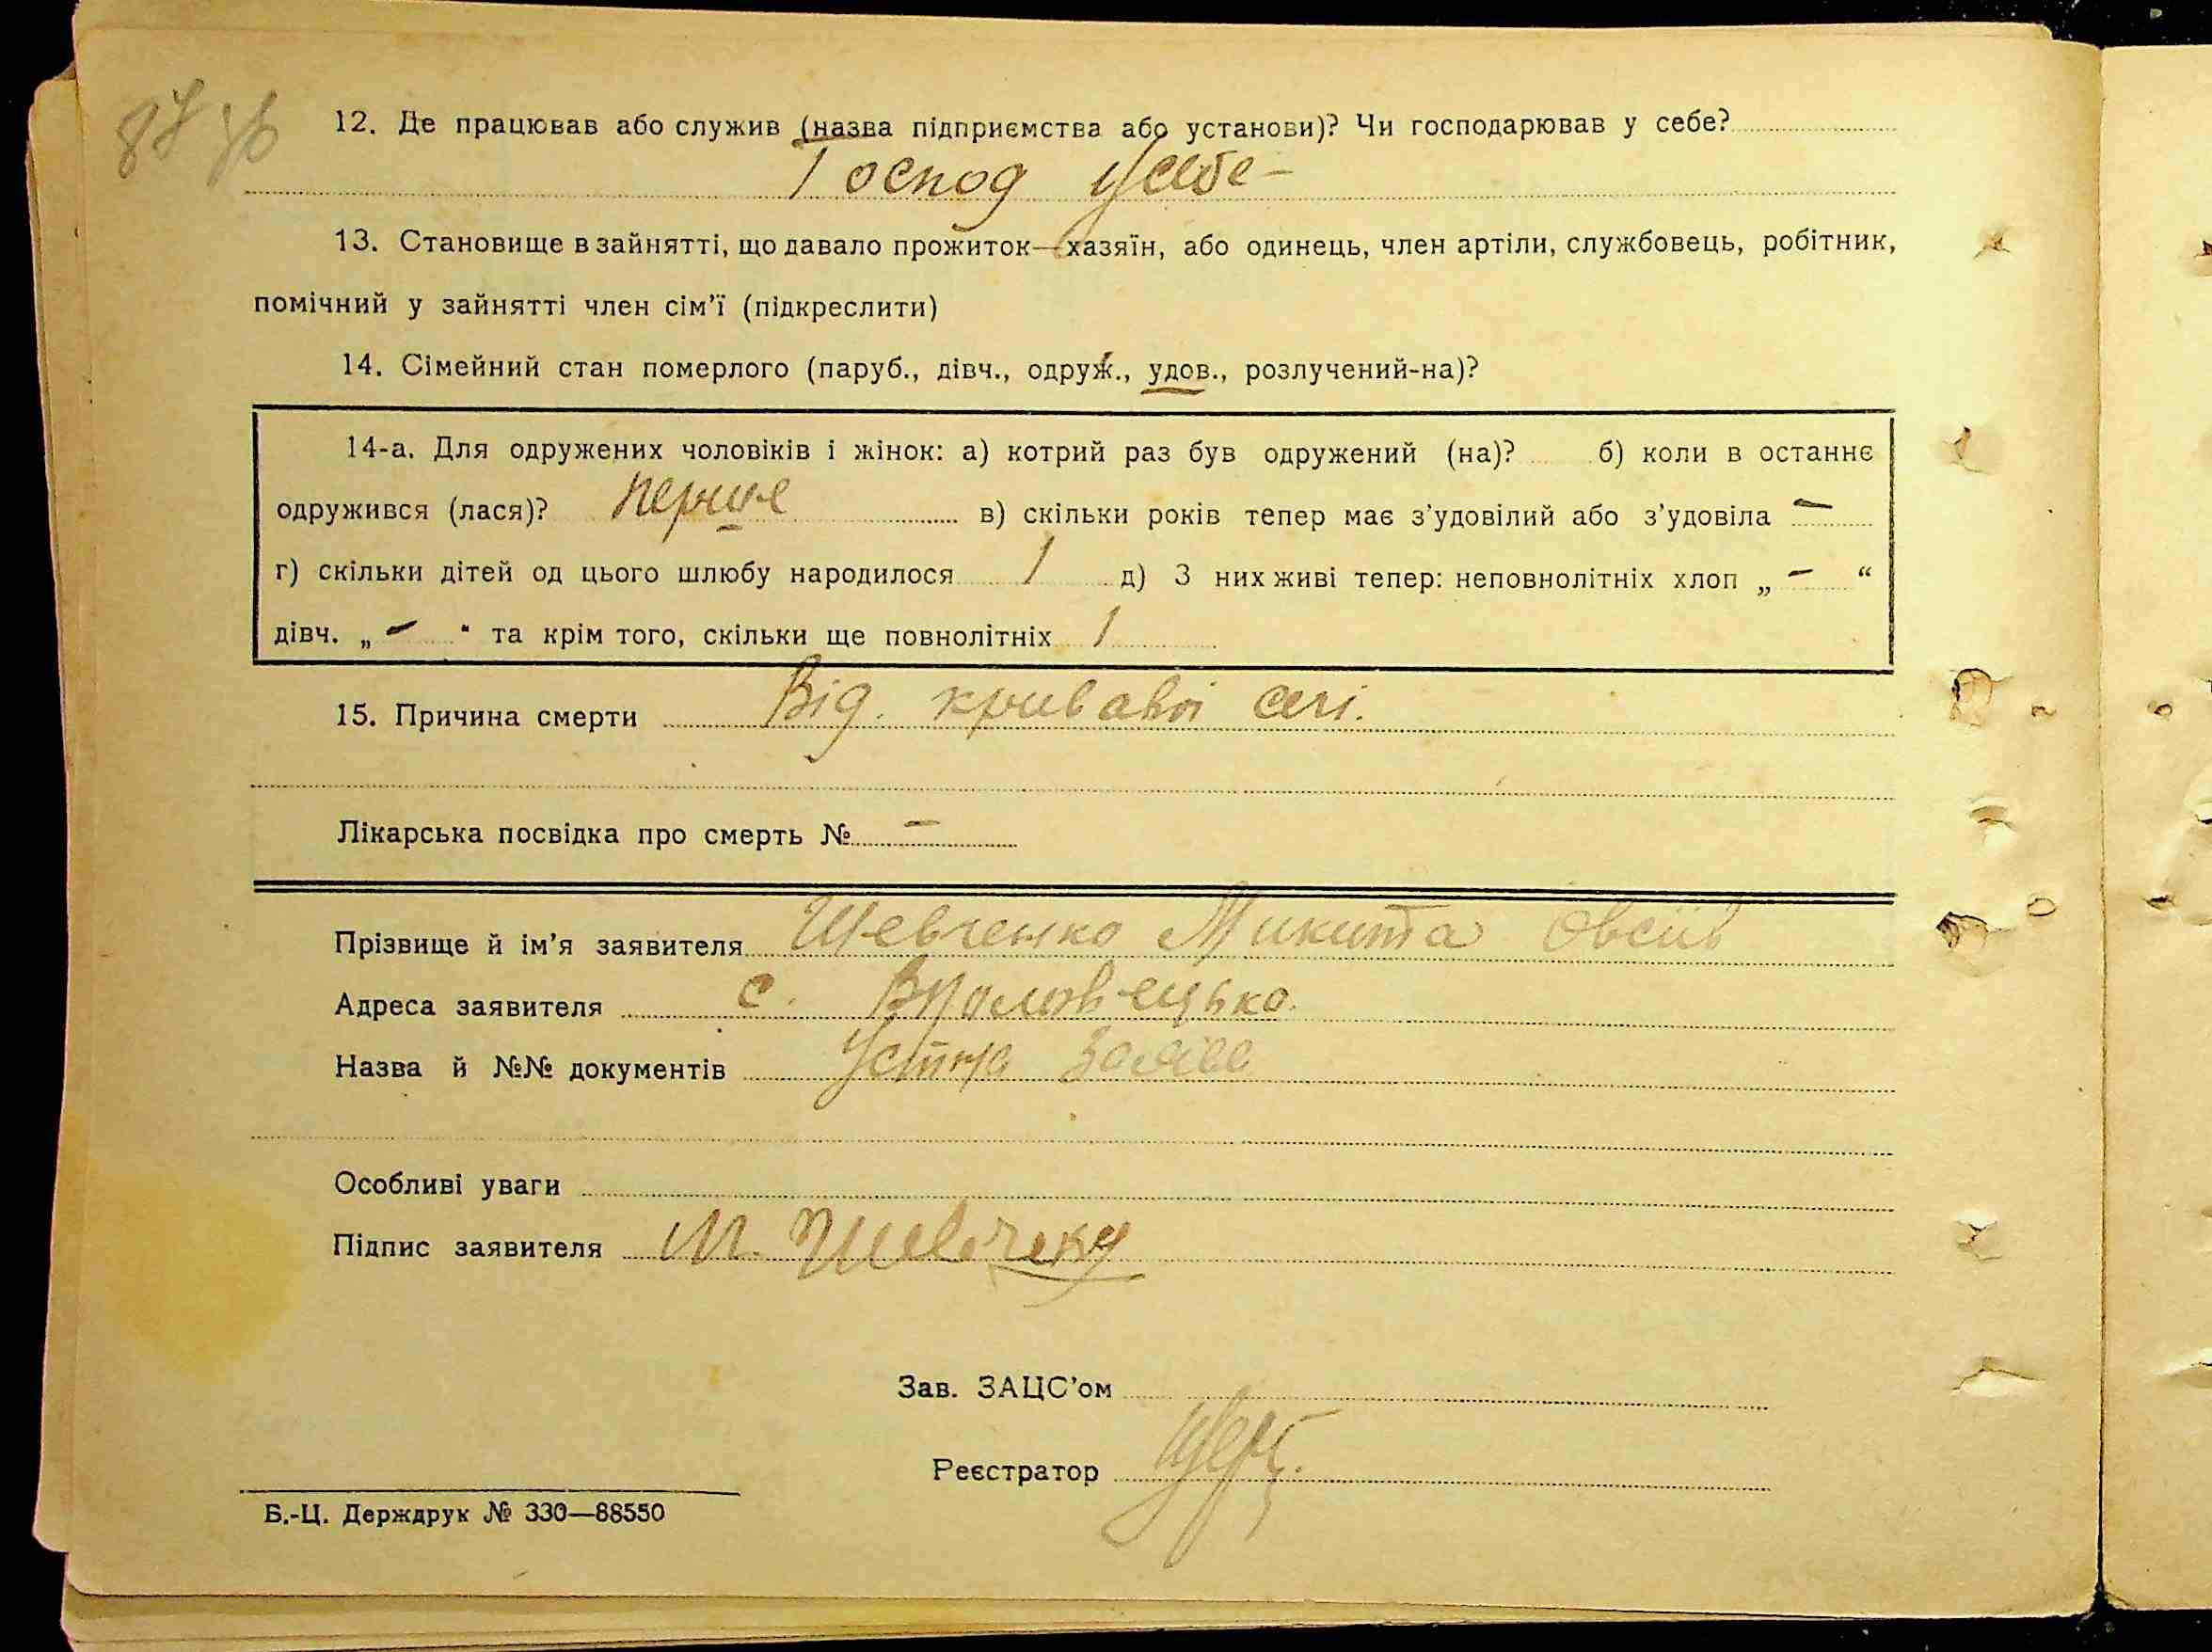 87 зв
12. Де працював або служив (назва підприємства або установи)? Чи господарював у себе?
Господ у себе –
13. Становище в зайнятті, що давало прожиток—хазяїн, або одинець, член артіли, службовець, робітник,
помічний у зайнятті член сім’ї (підкреслити)
14. Сімейний стан померлого (паруб., дівч., одруж., удов., розлучений-на)?
14-а. Для одружених чоловіків і жінок: а) котрий раз був одружений (на)? б) коли в останнє
одружився (лася)? перше в) скільки років тепер має з’удовілий або з’удовіла –
г) скільки дітей од цього шлюбу народилося 1 д) З них живі тепер: неповнолітніх хлоп „ – “
дівч. „ – “ та крім того, скільки ще повнолітніх 1
15. Причина смерти Від. кривавої сечі.
Лікарська посвідка про смерть № –
Прізвище й ім’я заявителя Шевченко Микита Овсіїв
Адреса заявителя с.
Назва й №№ документів Устна заява
Особливі уваги
Підпис заявителя М. Шевченко
Зав. ЗАЦС’ом
Реєстратор
Б.-Ц. Держдрук № 330—88550